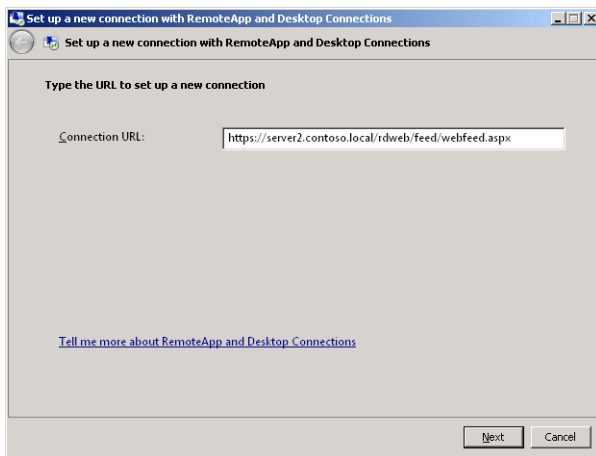 Set up a new connection with RemoteApp and Desktop Connections
Set up a new connection with RemoteApp and Desktop Connections
Type the URL to set up a new connection
Connection URL: https://server2.contoso.local/rdweb/feed/webfeed.aspx
Tell me more about RemoteApp and Desktop Connections
Next Cancel